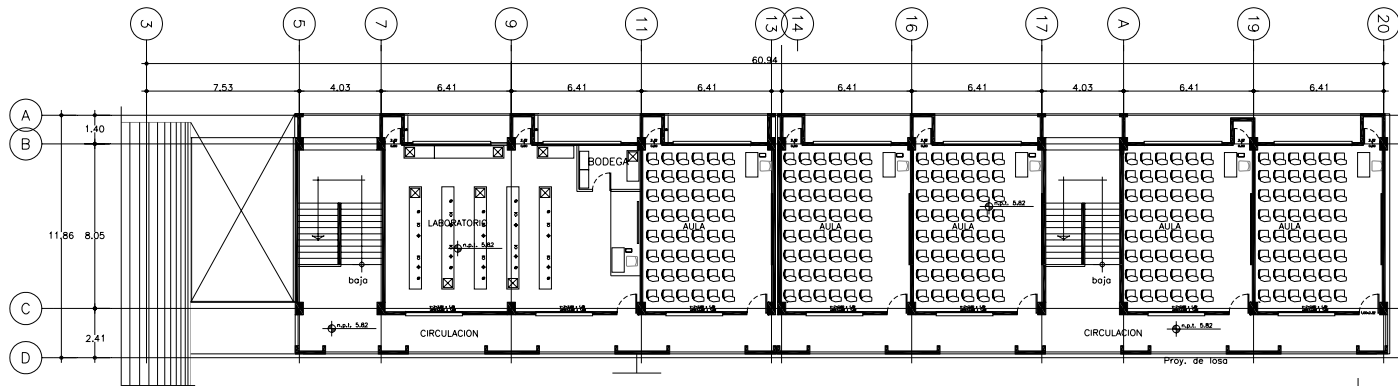 3 5 7 9 11 13 14 16 17 A 19 20
60.94
7.53 4.03 6.41 6.41 6.41 6.41 6.41 4.03 6.41 6.41
A
1.40
B
BODEGA
11.86 8.05
LABORATORIO AULA AULA AULA AULA AULA
n.p.t. 5.82
n.p.t. 5.82
baja baja
C
n.p.t. 5.82 n.p.t. 5.82
CIRCULACION CIRCULACION
2.41
D
Proy. de losa